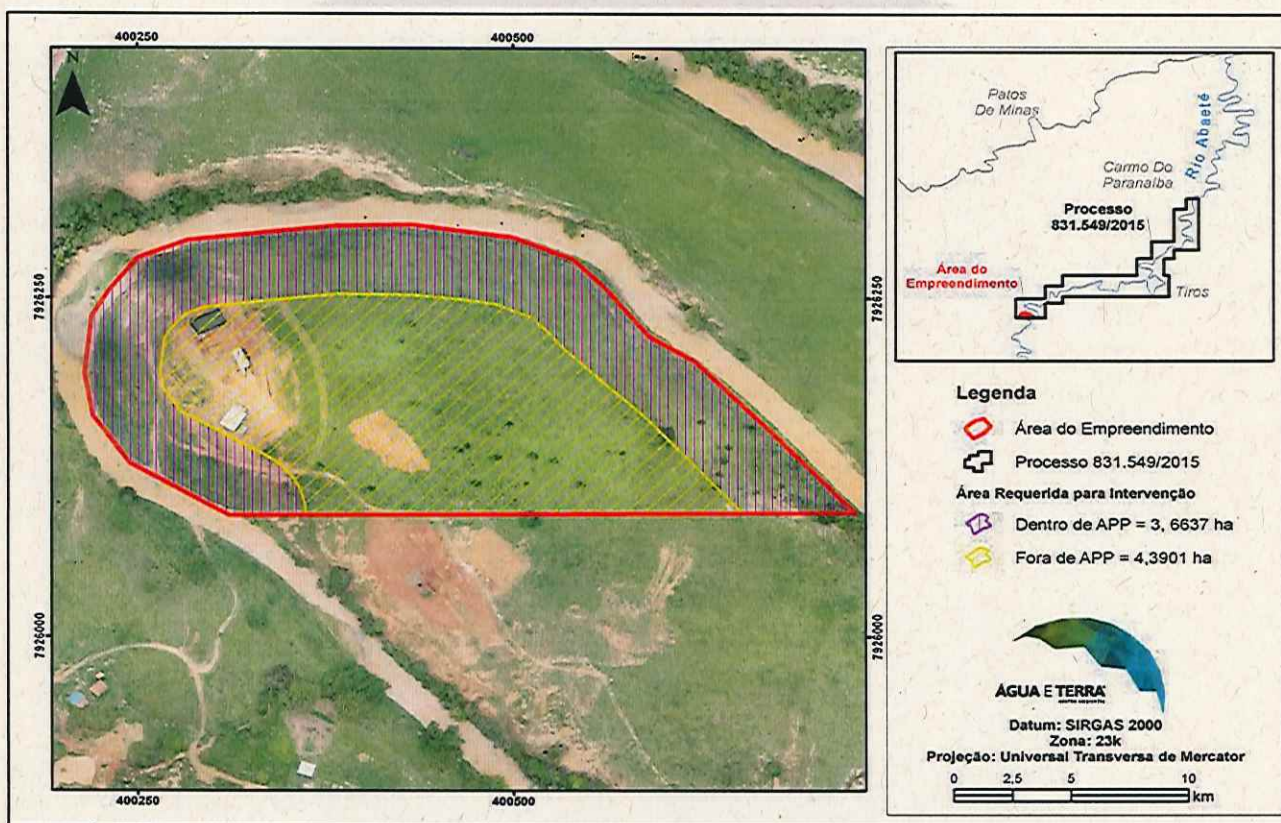 400250
400500
N
7926250
7926250
7926000
7926000
400250
400500
Patos
De Minas
Rio Abaeté
Carmo Do
Paranaíba
Processo
831.549/2015
Área do
Empreendimento
Tiros
Legenda
Área do Empreendimento
Processo 831.549/2015
Área Requerida para Intervenção
Dentro de APP = 3, 6637 ha
Fora de APP = 4,3901 ha
ÁGUA E TERRA
Datum: SIRGAS 2000
Zona: 23k
Projeção: Universal Transversa de Mercator
0 2.5 5 10
km